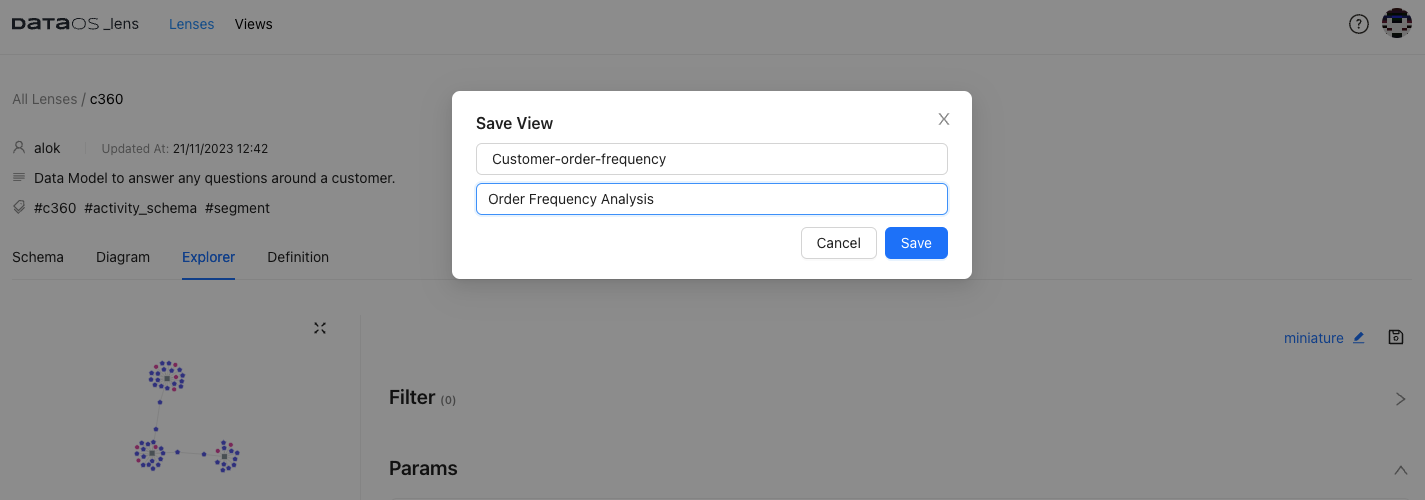 DATAOS_lens Lenses Views ?
All Lenses / c360
alok Updated At: 21/11/2023 12:42
Data Model to answer any questions around a customer.
#c360 #activity_schema #segment
Schema Diagram Explorer Definition
Save View
Customer-order-frequency
Order Frequency Analysis
Cancel Save
miniature
Filter (0)
Params